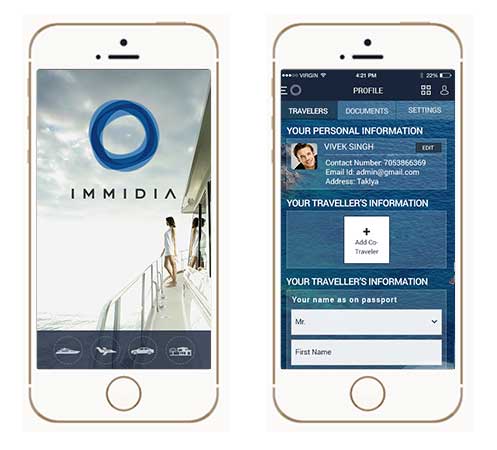 IMMIDIA
VIRGIN 4:21 PM 22%
PROFILE
TRAVELERS DOCUMENTS SETTINGS
YOUR PERSONAL INFORMATION
VIVEK SINGH EDIT
Contact Number 7053866369
Email Id: admin@gmail.com
Address: Taklya
YOUR TRAVELLER'S INFORMATION
+
Add Co-
Traveler
YOUR TRAVELLER'S INFORMATION
Your name as on passport
Mr.
First Name